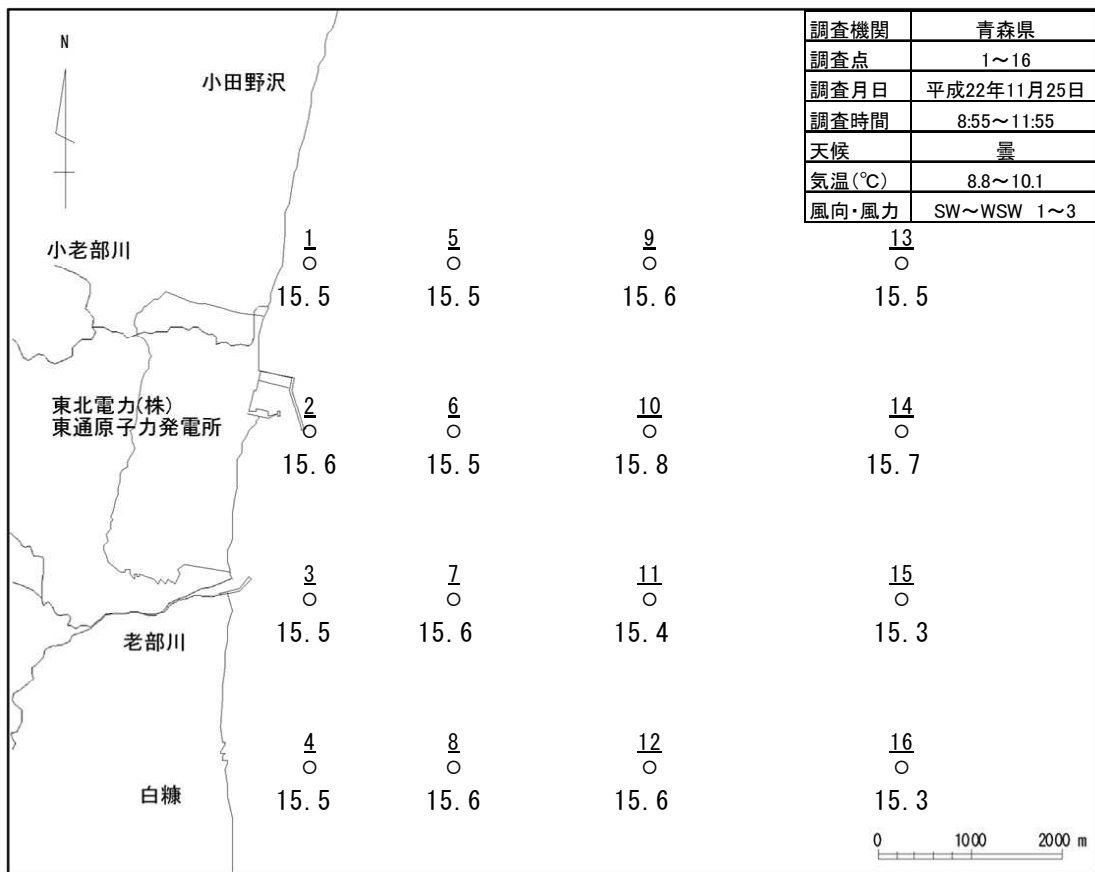 調査機関 青森県
調査点 1～16
調査月日 平成22年11月25日
調査時間 8:55～11:55
天候 曇
気温(℃) 8.8～10.1
風向・風力 SW～WSW 1～3
N
小田野沢
小老部川
1 5 9 13
15.5 15.5 15.6 15.5
東北電力(株)
東通原子力発電所
2 6 10 14
15.6 15.5 15.8 15.7
3 7 11 15
15.5 15.6 15.4 15.3
老部川
4 8 12 16
15.5 15.6 15.6 15.3
白糠
0 1000 2000 m